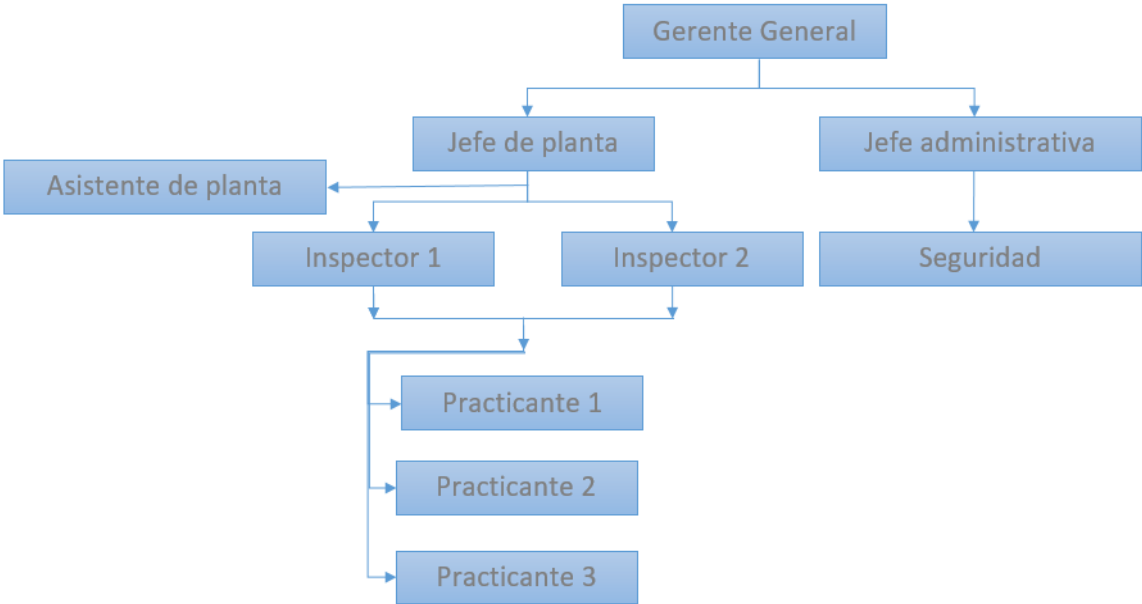 Gerente General
Jefe de planta
Jefe administrativa
Asistente de planta
Inspector 1
Inspector 2
Seguridad
Practicante 1
Practicante 2
Practicante 3